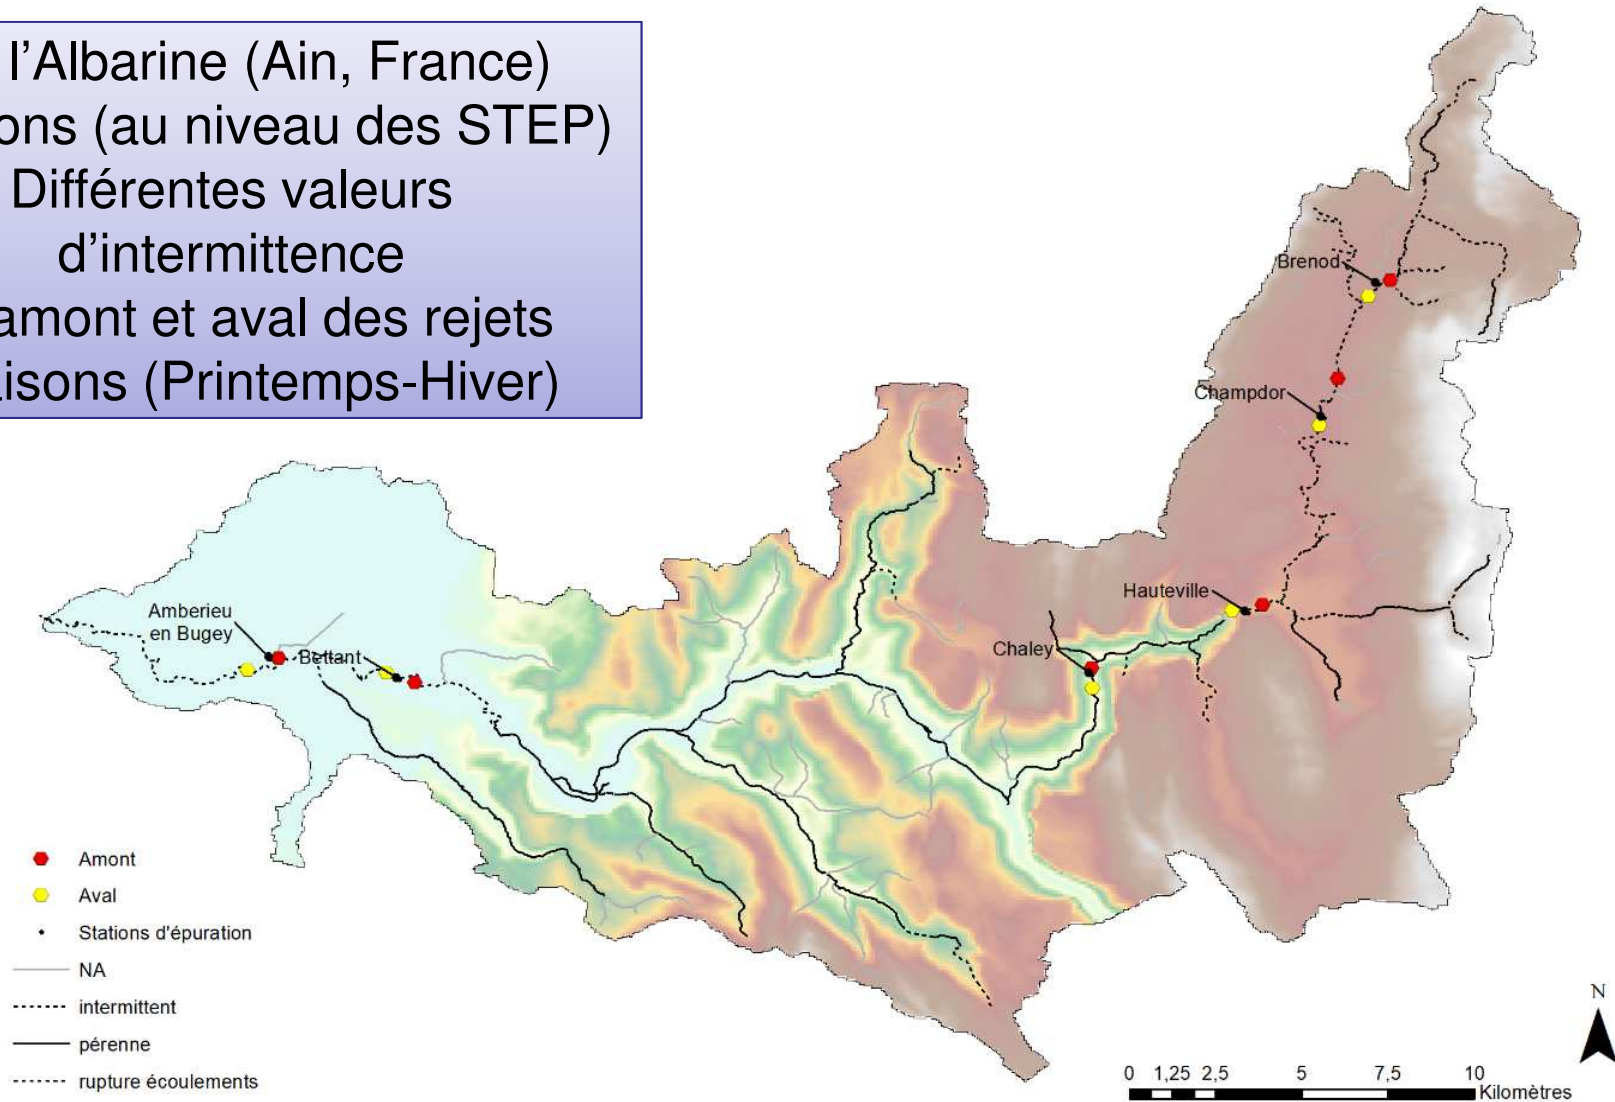 l’Albarine (Ain, France)
ons (au niveau des STEP)
Différentes valeurs
d’intermittence
amont et aval des rejets
isons (Printemps-Hiver)
Brenod
Champdor
Hauteville
Chaley
Amberieu
en Bugey
Bettant
Amont
Aval
Stations d'épuration
NA
intermittent
pérenne
rupture écoulements
N
0 1,25 2,5 5 7,5 10
Kilomètres